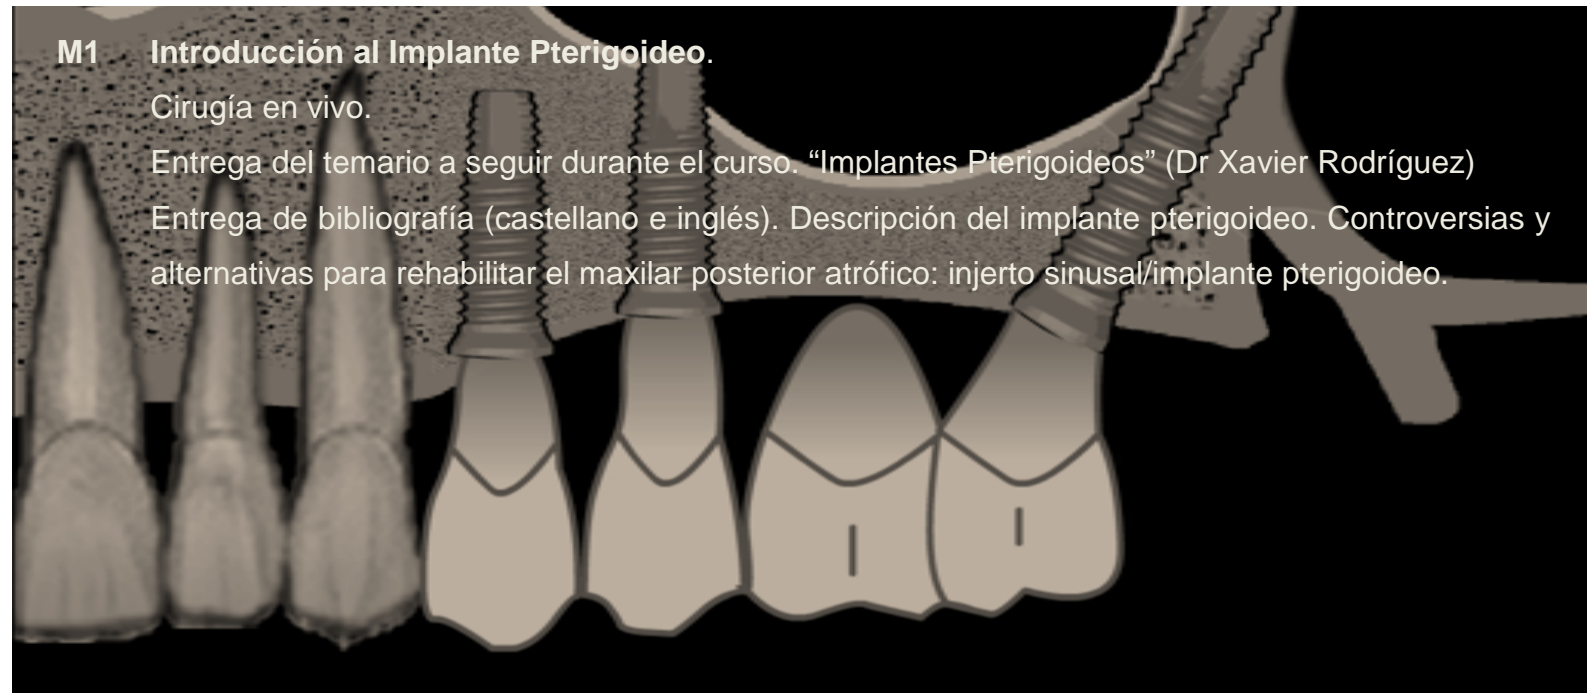 M1 Introducción al Implante Pterigoideo.
Cirugía en vivo.
Entrega del temario a seguir durante el curso. “Implantes Pterigoideos” (Dr Xavier Rodríguez)
Entrega de bibliografía (castellano e inglés). Descripción del implante pterigoideo. Controversias y
alternativas para rehabilitar el maxilar posterior atrófico: injerto sinusal/implante pterigoideo.